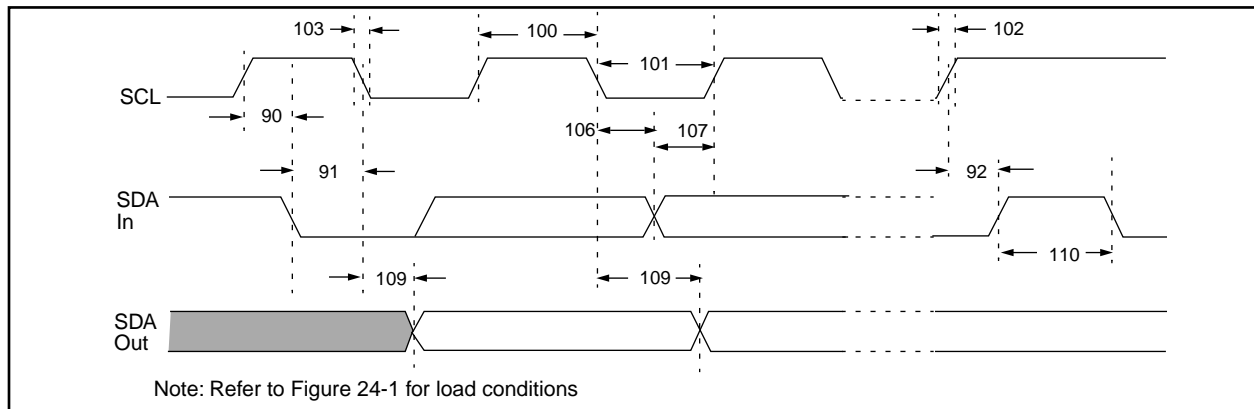 103
100
102
101
SCL
90
106
107
91
92
SDA
In
109
109
110
SDA
Out
Note: Refer to Figure 24-1 for load conditions